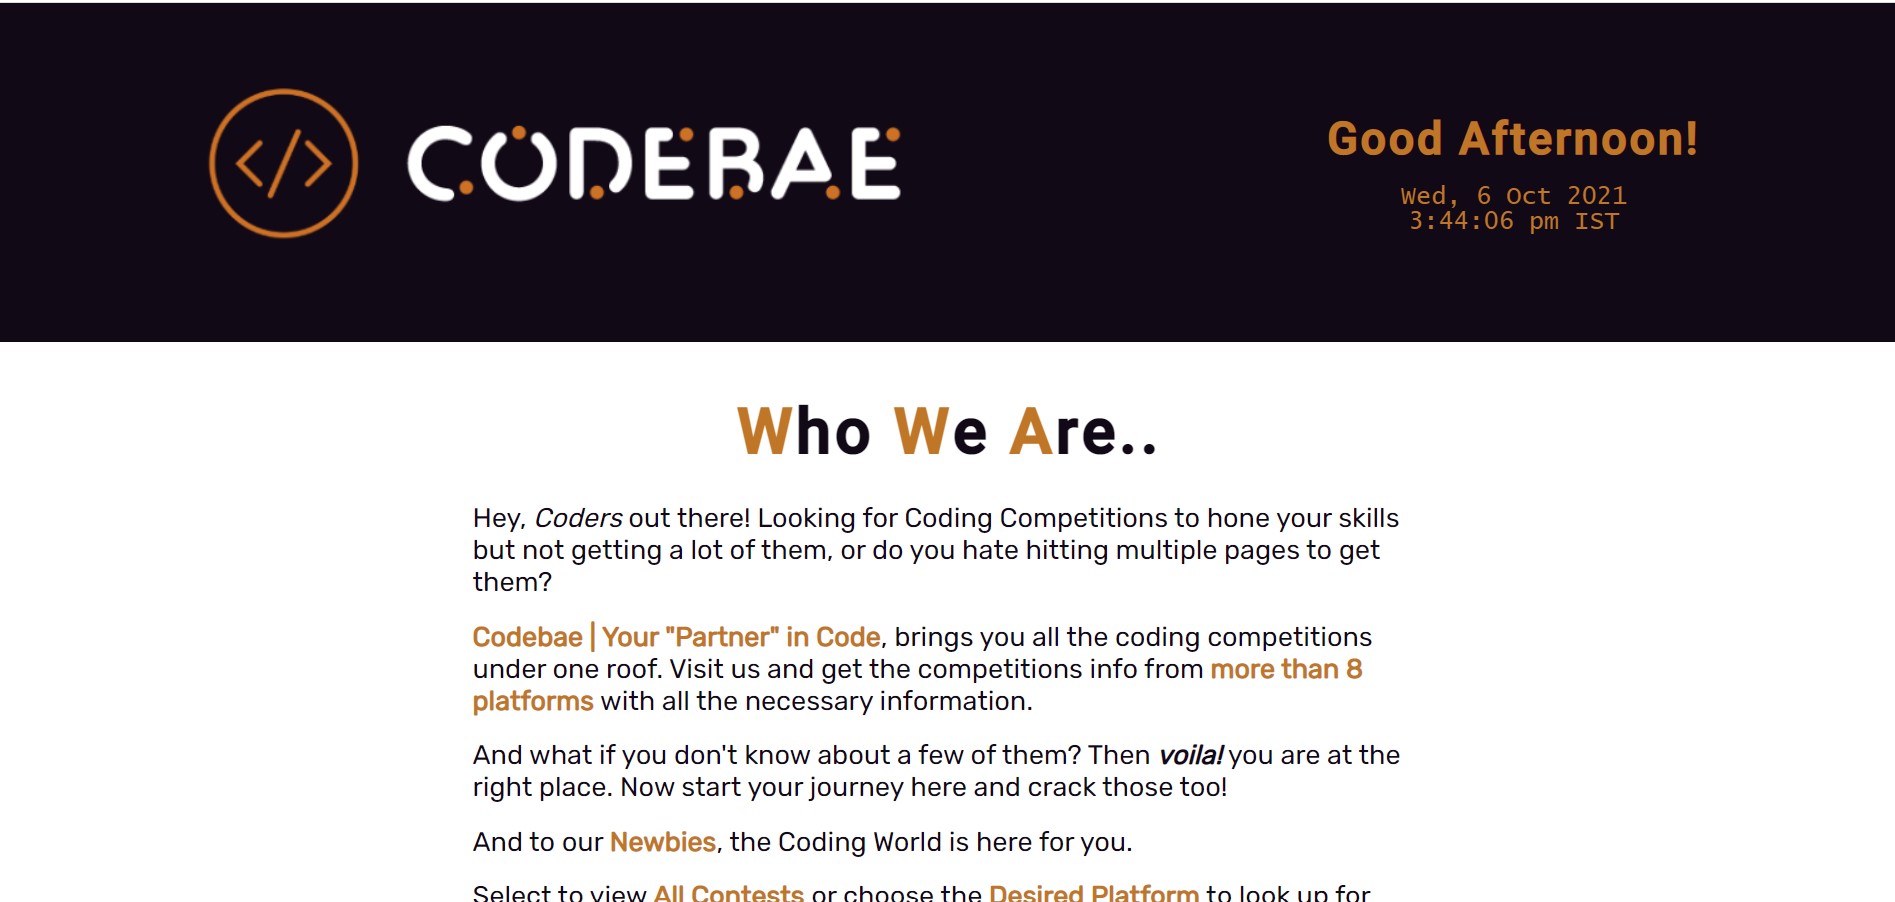 </>
CODEBAE
Good Afternoon!
Wed, 6 Oct 2021
3:44:06 pm IST
Who We Are..
Hey, Coders out there! Looking for Coding Competitions to hone your skills
but not getting a lot of them, or do you hate hitting multiple pages to get
them?
Codebae | Your "Partner" in Code, brings you all the coding competitions
under one roof. Visit us and get the competitions info from more than 8
platforms with all the necessary information.
And what if you don't know about a few of them? Then voila! you are at the
right place. Now start your journey here and crack those too!
And to our Newbies, the Coding World is here for you.
Select to view All Contests or choose the Desired Platform to look up for